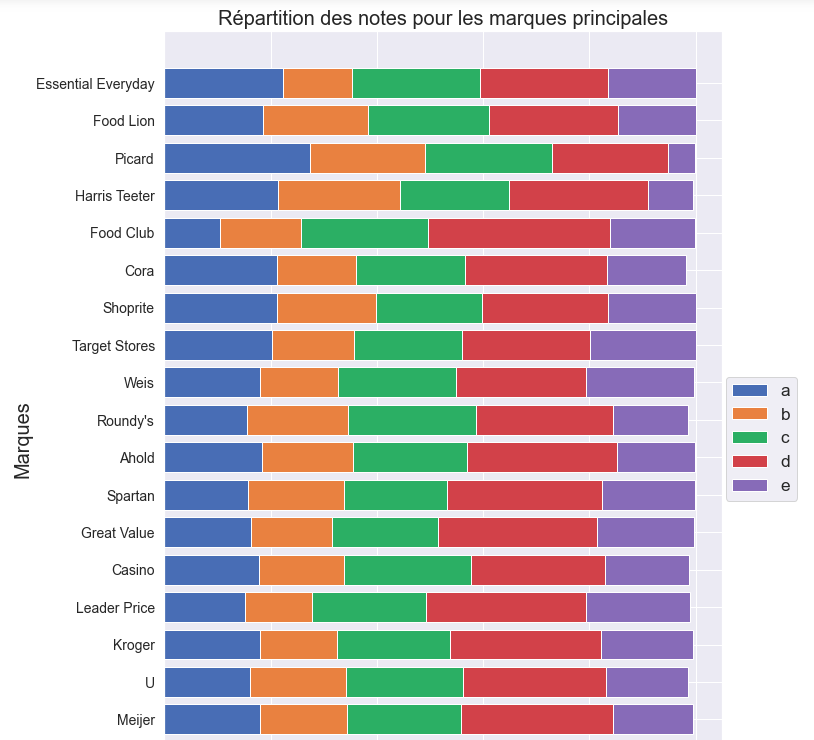 Répartition des notes pour les marques principales
Essential Everyday
Food Lion
Picard
Harris Teeter
Food Club
Cora
Shoprite
Target Stores
Weis
Roundy's
Ahold
Spartan
Great Value
Casino
Leader Price
Kroger
U
Meijer
Marques
a
b
c
d
e